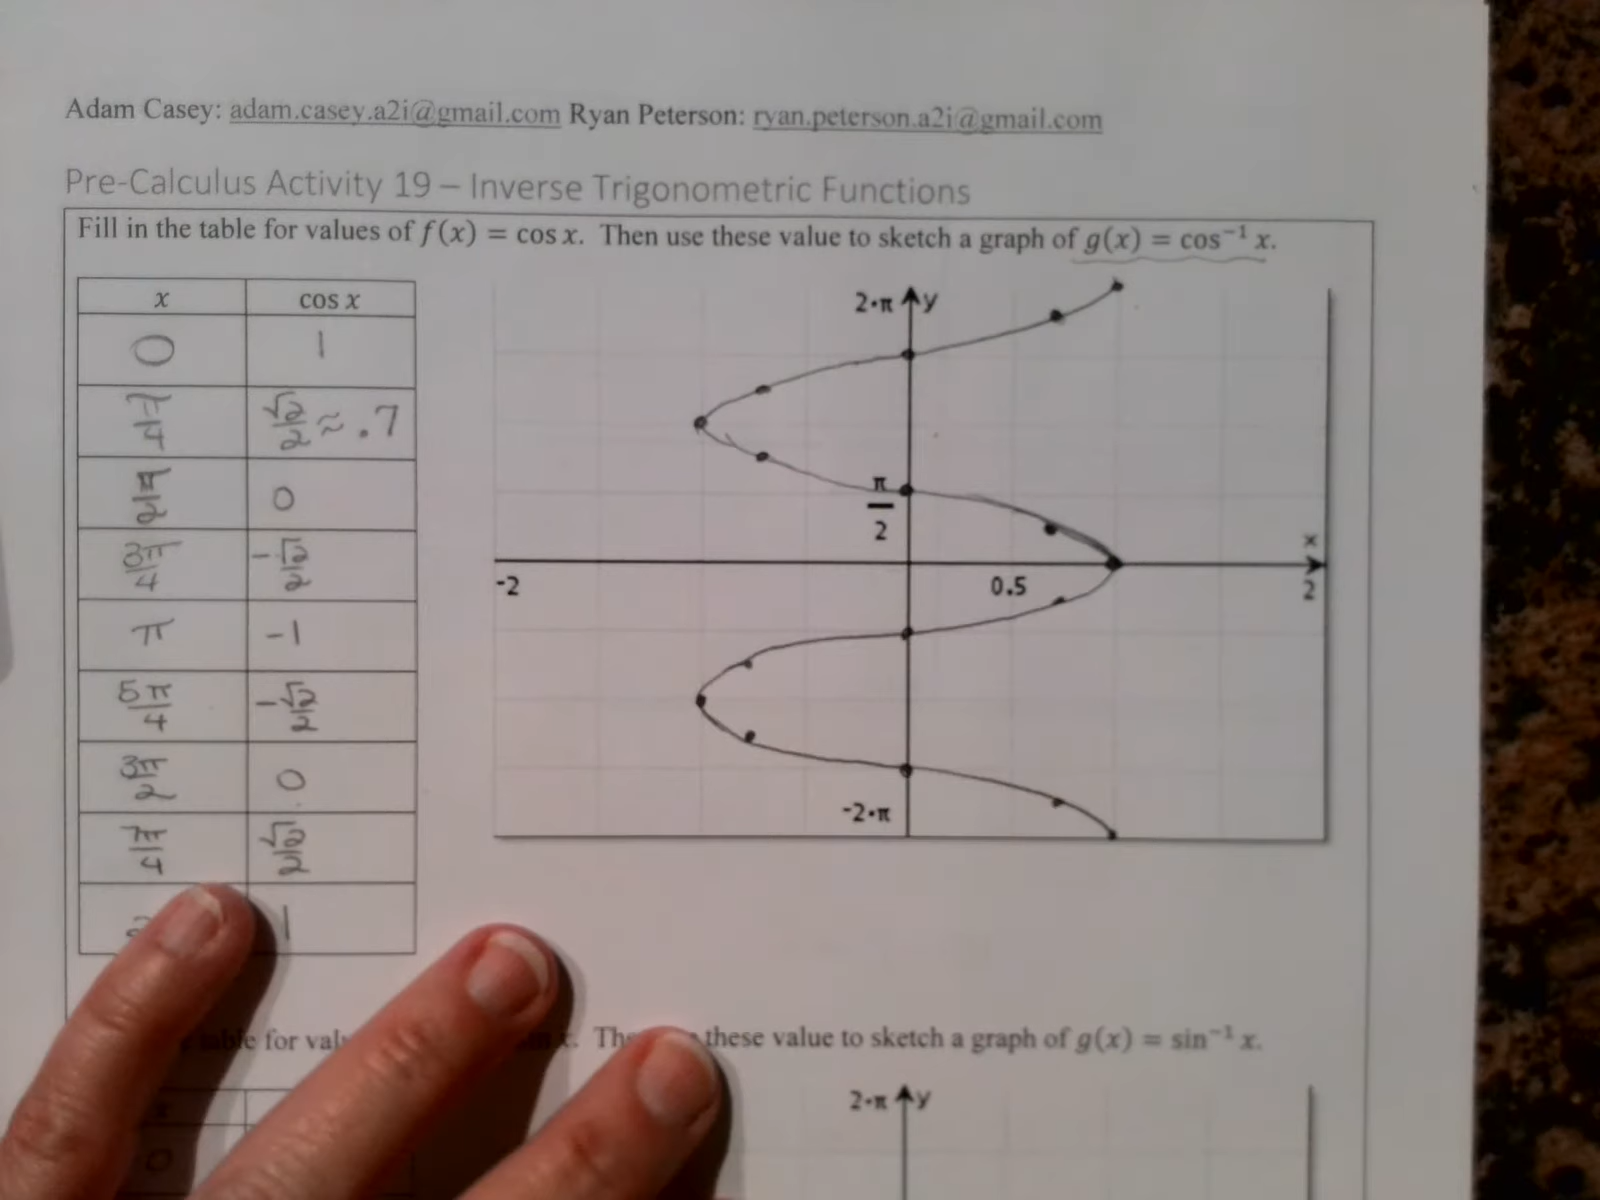 Adam Casey: adam.casey.a2i@gmail.com Ryan Peterson: ryan.peterson.a2i@gmail.com
Pre-Calculus Activity 19 – Inverse Trigonometric Functions
Fill in the table for values of f(x) = cos x. Then use these value to sketch a graph of g(x) = cos⁻¹ x.
x cos x
0 1
π/4 √2/2 ≈ .7
π/2 0
3π/4 -√2/2
π -1
5π/4 -√2/2
3π/2 0
7π/4 √2/2
1
2·π y
π/2
x
-2 0.5 2
-2·π
table for these value to sketch a graph of g(x) = sin⁻¹ x.
x
0
2·π y